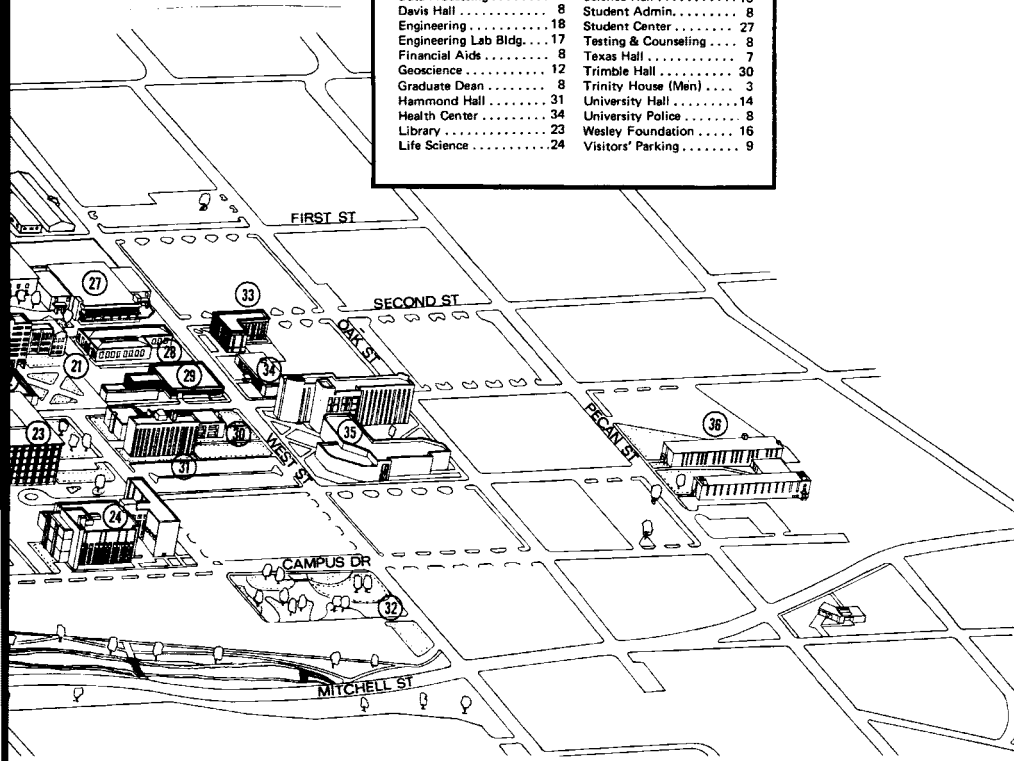 Davis Hall ............ 8
Engineering .......... 18
Engineering Lab Bldg. ... 17
Financial Aids ........ 8
Geoscience ........... 12
Graduate Dean ........ 8
Hammond Hall ........ 31
Health Center ......... 34
Library .............. 23
Life Science ........... 24
Student Admin. ....... 8
Student Center ....... 27
Testing & Counseling .... 8
Texas Hall ............ 7
Trimble Hall .......... 30
Trinity House (Men) .... 3
University Hall ........ 14
University Police ........ 8
Wesley Foundation ..... 16
Visitors' Parking ........ 9
FIRST ST
27
33
SECOND ST
OAK ST
28
21
29
34
PECAN ST
36
23
30
35
31
WEST ST
24
CAMPUS DR
32
MITCHELL ST